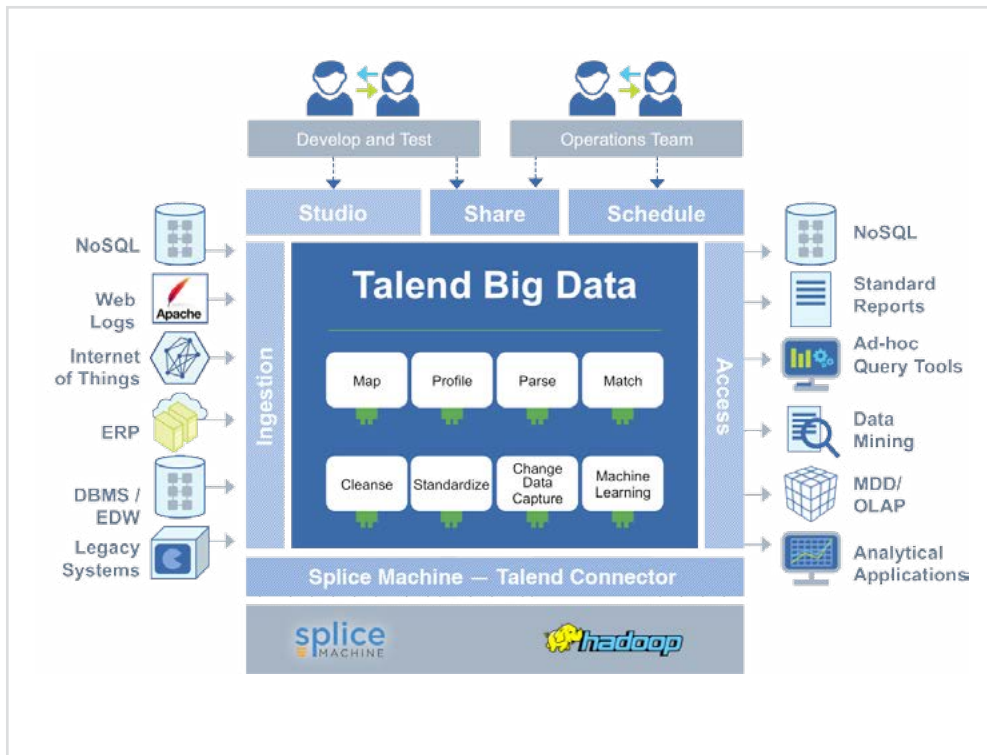 Develop and Test
Operations Team
Studio
Share
Schedule
NoSQL
Web
Logs
Apache
Internet
of Things
ERP
DBMS /
EDW
Legacy
Systems
Ingestion
Talend Big Data
Map
Profile
Parse
Match
Cleanse
Standardize
Change
Data
Capture
Machine
Learning
Access
NoSQL
Standard
Reports
Ad-hoc
Query Tools
Data
Mining
MDD/
OLAP
Analytical
Applications
Splice Machine — Talend Connector
splice
MACHINE
hadoop